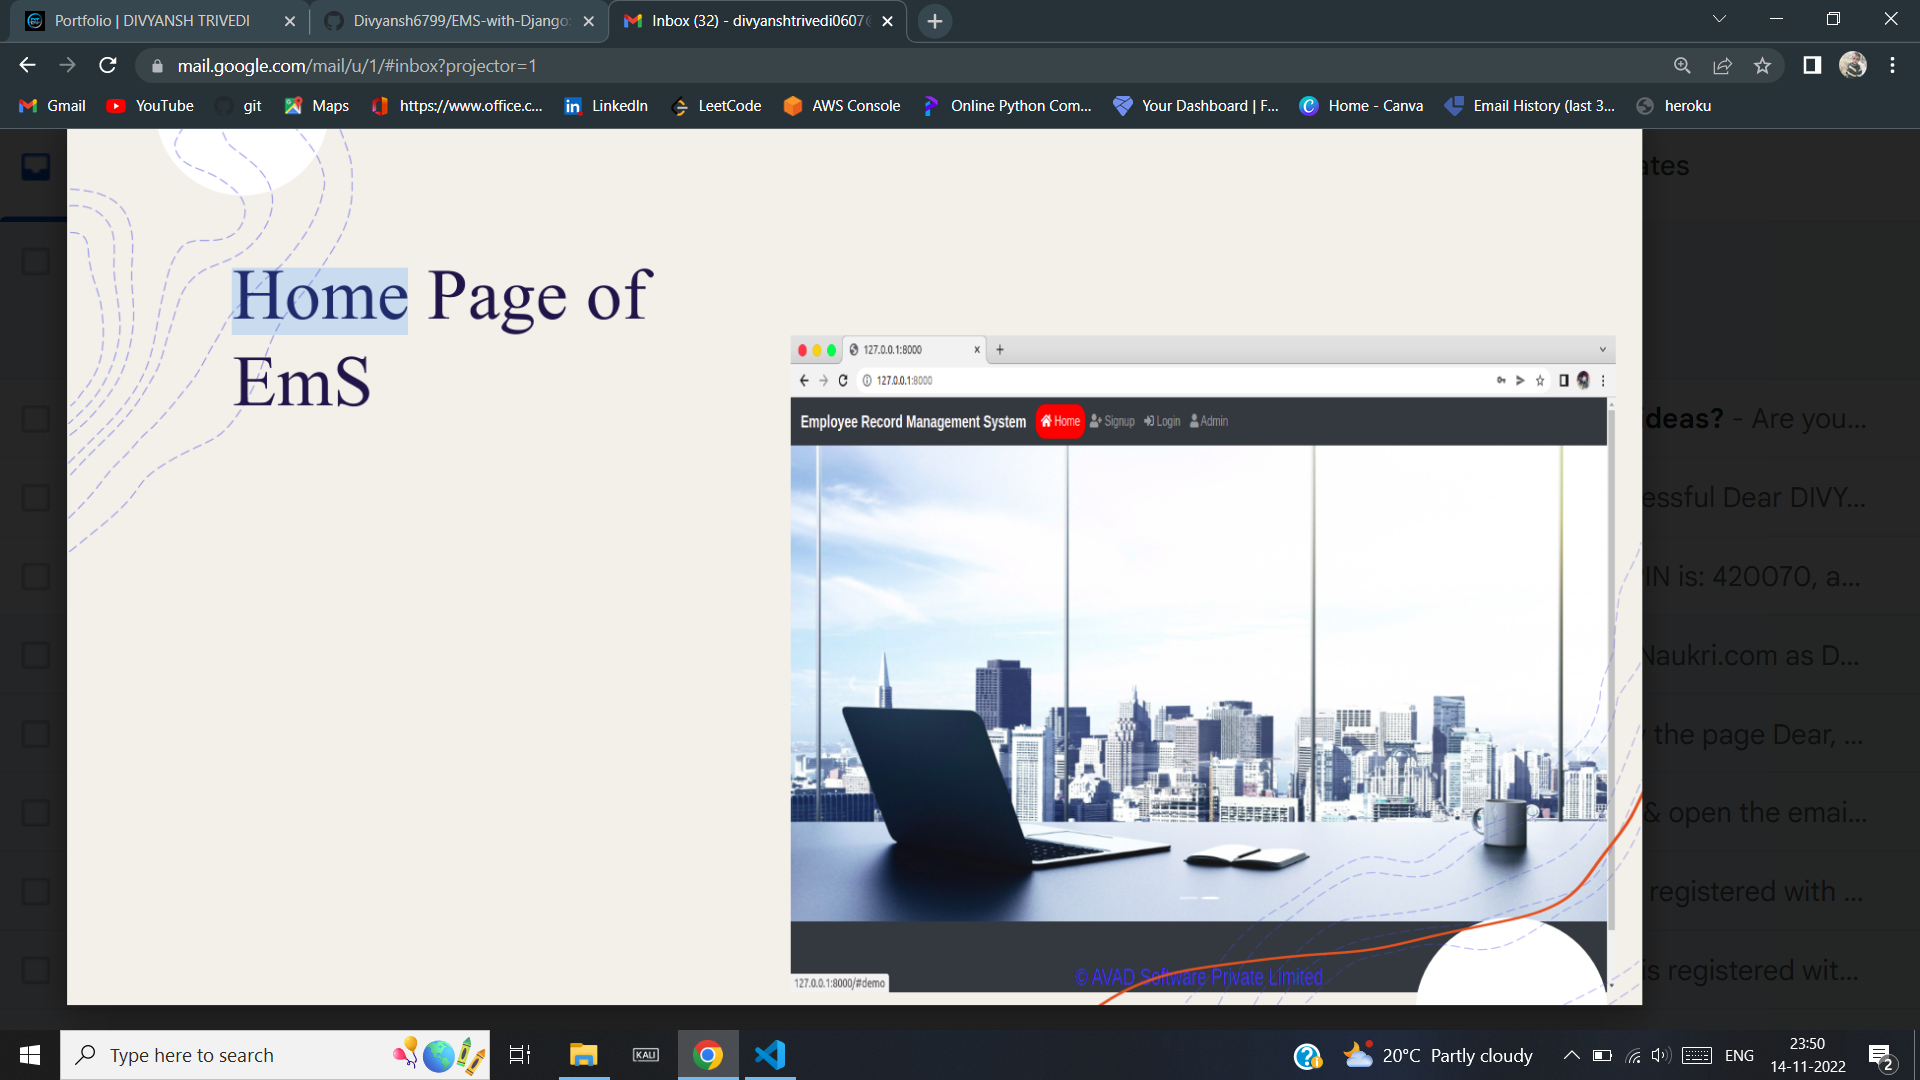 Portfolio | DIVYANSH TRIVEDI
Divyansh6799/EMS-with-Django:
Inbox (32) - divyanshtrivedi0607@
mail.google.com/mail/u/1/#inbox?projector=1
Gmail
YouTube
git
Maps
https://www.office.c...
LinkedIn
LeetCode
AWS Console
Online Python Com...
Your Dashboard | F...
Home - Canva
Email History (last 3...
heroku
ates
Home Page of
EmS
127.0.0.1:8000
127.0.0.1:8000
Employee Record Management System
Home
Signup
Login
Admin
deas? - Are you...
essful Dear DIVY...
PIN is: 420070, a...
Naukri.com as D...
the page Dear, ...
& open the emai...
registered with ...
is registered wit...
© AVAD Software Private Limited
127.0.0.1:8000/#demo
Type here to search
KALI
20°C Partly cloudy
ENG
23:50
14-11-2022
2